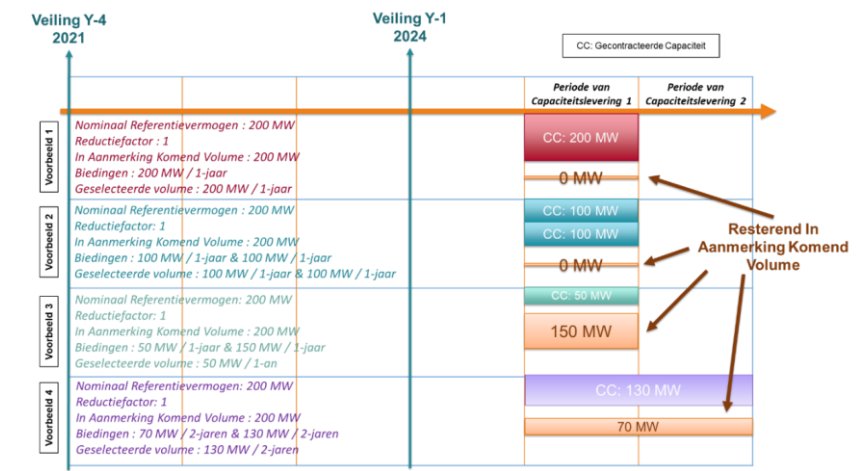 Veiling Y-4
2021
Veiling Y-1
2024
CC: Gecontracteerde Capaciteit
Periode van
Capaciteitslevering 1
Periode van
Capaciteitslevering 2
Voorbeeld 1
Nominaal Referentievermogen : 200 MW
Reductiefactor : 1
In Aanmerking Komend Volume : 200 MW
Biedingen : 200 MW / 1-jaar
Geselecteerde volume : 200 MW / 1-jaar
CC: 200 MW
0 MW
Voorbeeld 2
Nominaal Referentievermogen : 200 MW
Reductiefactor: 1
In Aanmerking Komend Volume : 200 MW
Biedingen : 100 MW / 1-jaar & 100 MW / 1-jaar
Geselecteerde volume : 100 MW / 1-jaar & 100 MW / 1-jaar
CC: 100 MW
CC: 100 MW
0 MW
Resterend In
Aanmerking Komend
Volume
Voorbeeld 3
Nominaal Referentievermogen: 200 MW
Reductiefactor: 1
In Aanmerking Komend Volume : 200 MW
Biedingen : 50 MW / 1-jaar & 150 MW / 1-jaar
Geselecteerde volume : 50 MW / 1-an
CC: 50 MW
150 MW
Voorbeeld 4
Nominaal Referentievermogen: 200 MW
Reductiefactor: 1
In Aanmerking Komend Volume : 200 MW
Biedingen : 70 MW / 2-jaren & 130 MW / 2-jaren
Geselecteerde volume : 130 MW / 2-jaren
CC: 130 MW
70 MW